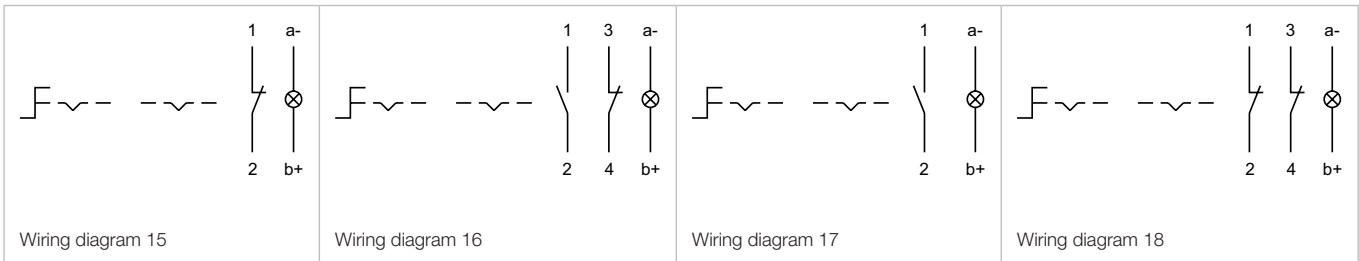 1 a-
2 b+
Wiring diagram 15
1 3 a-
2 4 b+
Wiring diagram 16
1 a-
2 b+
Wiring diagram 17
1 3 a-
2 4 b+
Wiring diagram 18